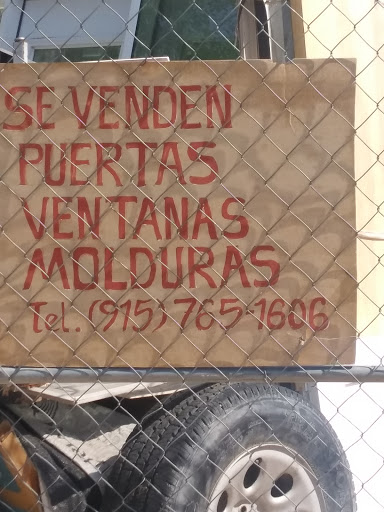 SE VENDEN
PUERTAS
VENTANAS
MOLDURAS
Tel. (915) 765-1606